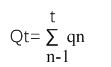 t
Qt= Σ qn
n-1